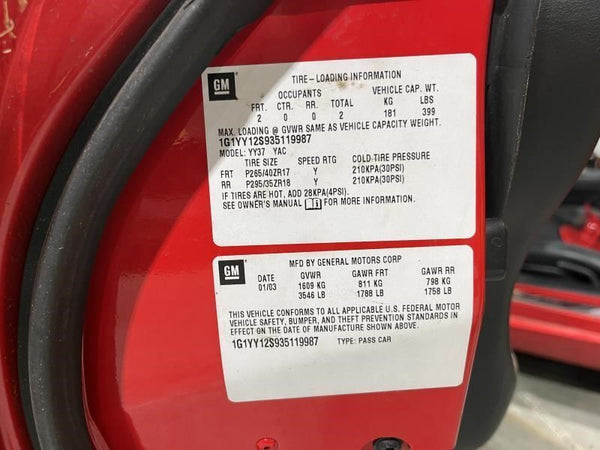 GM
TIRE-LOADING INFORMATION
OCCUPANTS VEHICLE CAP. WT.
FRT. CTR. RR. TOTAL KG LBS
2 0 0 2 181 399
MAX. LOADING @ GVWR SAME AS VEHICLE CAPACITY WEIGHT.
1G1YY12S935119987
MODEL: YY37 YAC
TIRE SIZE SPEED RTG COLD TIRE PRESSURE
FRT P265/40ZR17 Y 210KPA(30PSI)
RR P295/35ZR18 Y 210KPA(30PSI)
IF TIRES ARE HOT, ADD 28KPA(4PSI).
SEE OWNER'S MANUAL i FOR MORE INFORMATION.
GM
MFD BY GENERAL MOTORS CORP
DATE GVWR GAWR FRT GAWR RR
01/03 1609 KG 811 KG 798 KG
3546 LB 1788 LB 1758 LB
THIS VEHICLE CONFORMS TO ALL APPLICABLE U.S. FEDERAL MOTOR
VEHICLE SAFETY, BUMPER, AND THEFT PREVENTION STANDARDS IN
EFFECT ON THE DATE OF MANUFACTURE SHOWN ABOVE.
1G1YY12S935119987 TYPE: PASS CAR